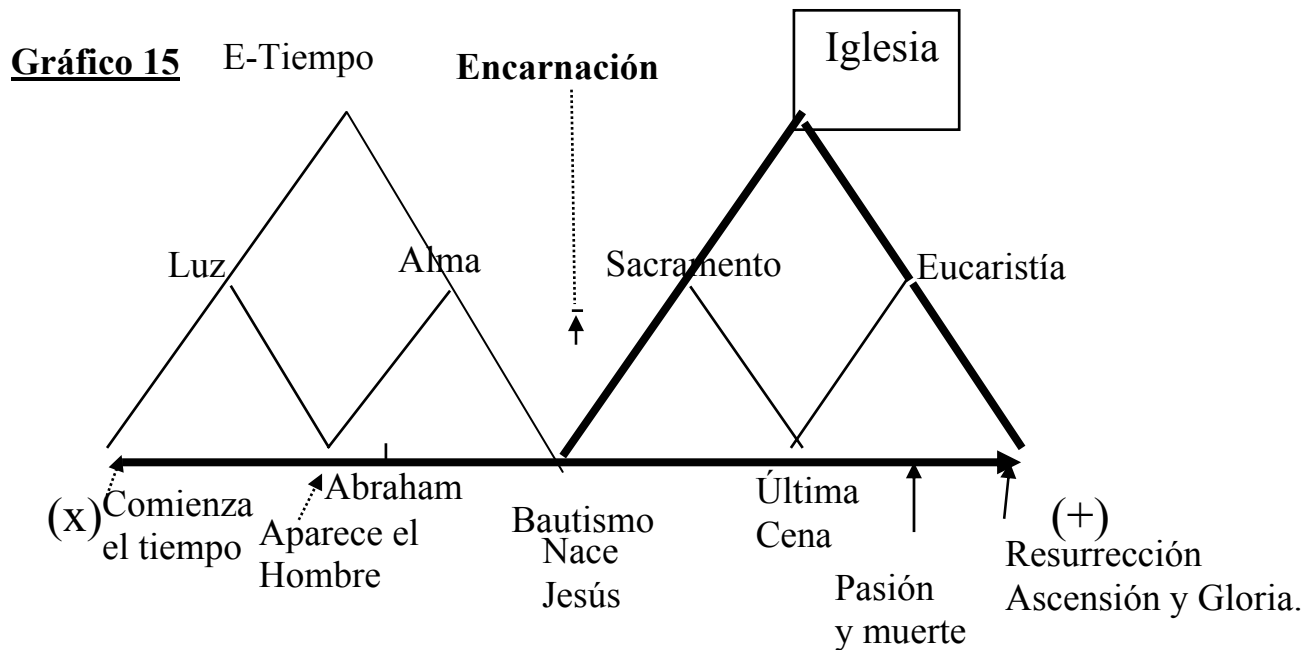 Gráfico 15
E-Tiempo
Encarnación
Iglesia
Luz
Alma
Sacramento
Eucaristía
(x)
Comienza
el tiempo
Aparece el
Hombre
Abraham
Bautismo
Nace
Jesús
Última
Cena
Pasión
y muerte
(+)
Resurrección
Ascensión y Gloria.